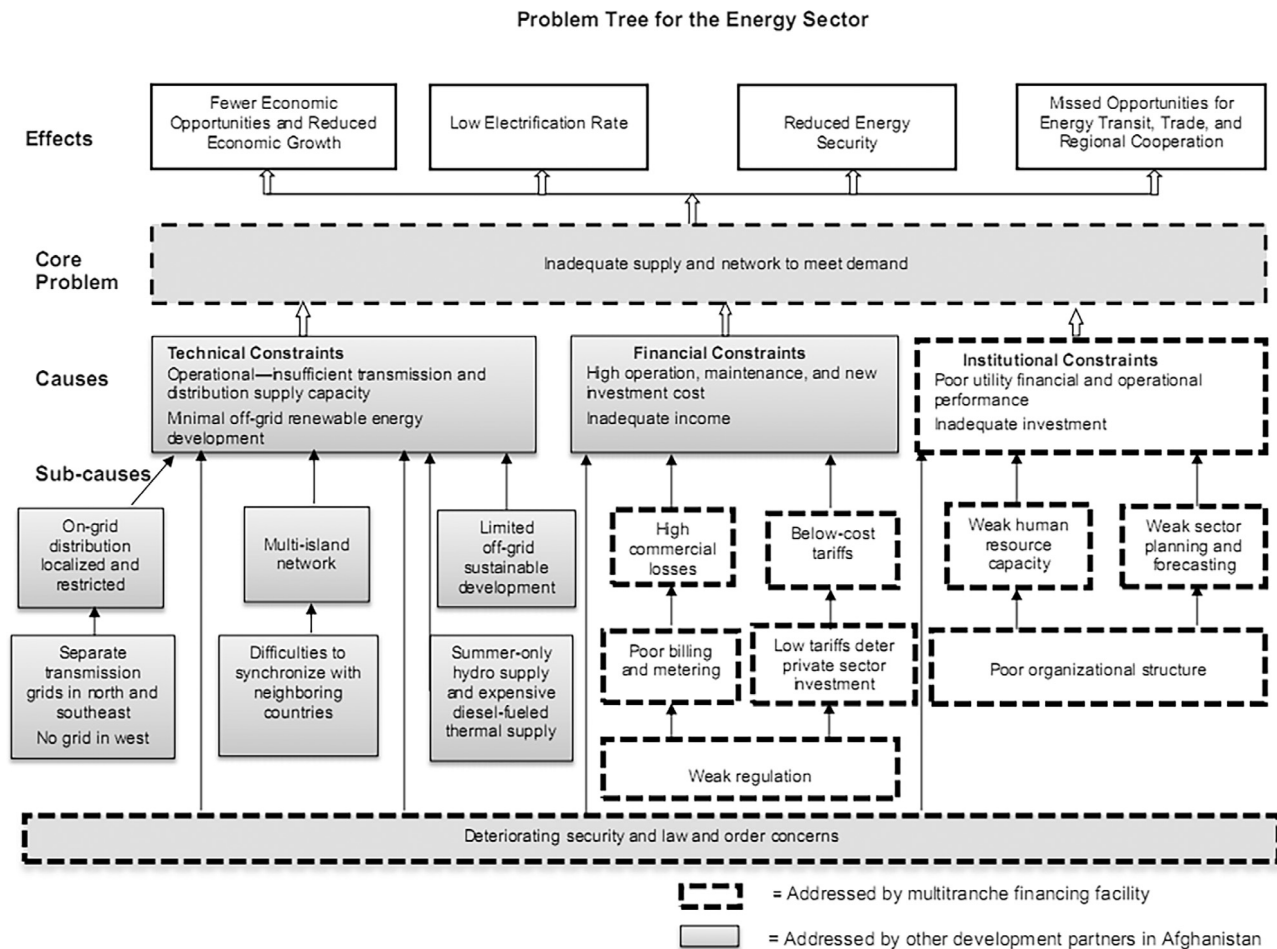 Problem Tree for the Energy Sector
Effects
Fewer Economic
Opportunities and Reduced
Economic Growth
Low Electrification Rate
Reduced Energy
Security
Missed Opportunities for
Energy Transit, Trade, and
Regional Cooperation
Core
Problem
Inadequate supply and network to meet demand
Causes
Technical Constraints
Operational—insufficient transmission and
distribution supply capacity
Minimal off-grid renewable energy
development
Financial Constraints
High operation, maintenance, and new
investment cost
Inadequate income
Institutional Constraints
Poor utility financial and operational
performance
Inadequate investment
Sub-causes
On-grid
distribution
localized and
restricted
Multi-island
network
Limited
off-grid
sustainable
development
High
commercial
losses
Below-cost
tariffs
Weak human
resource
capacity
Weak sector
planning and
forecasting
Separate
transmission
grids in north and
southeast
No grid in west
Difficulties to
synchronize with
neighboring
countries
Summer-only
hydro supply
and expensive
diesel-fueled
thermal supply
Poor billing
and metering
Low tariffs deter
private sector
investment
Poor organizational structure
Weak regulation
Deteriorating security and law and order concerns
= Addressed by multitranche financing facility
= Addressed by other development partners in Afghanistan